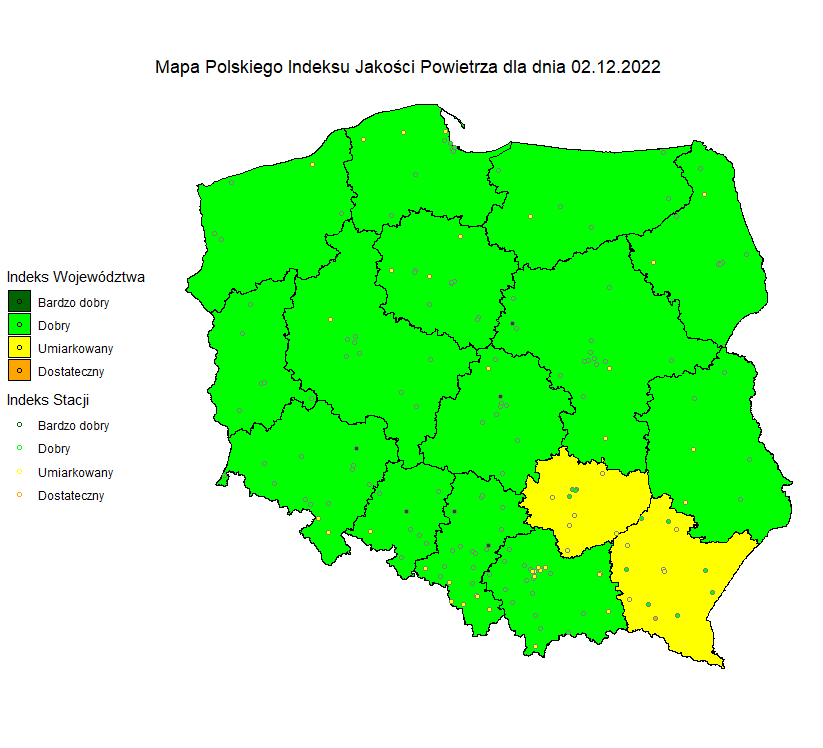 Mapa Polskiego Indeksu Jakości Powietrza dla dnia 02.12.2022
Indeks Województwa
Bardzo dobry
Dobry
Umiarkowany
Dostateczny
Indeks Stacji
Bardzo dobry
Dobry
Umiarkowany
Dostateczny